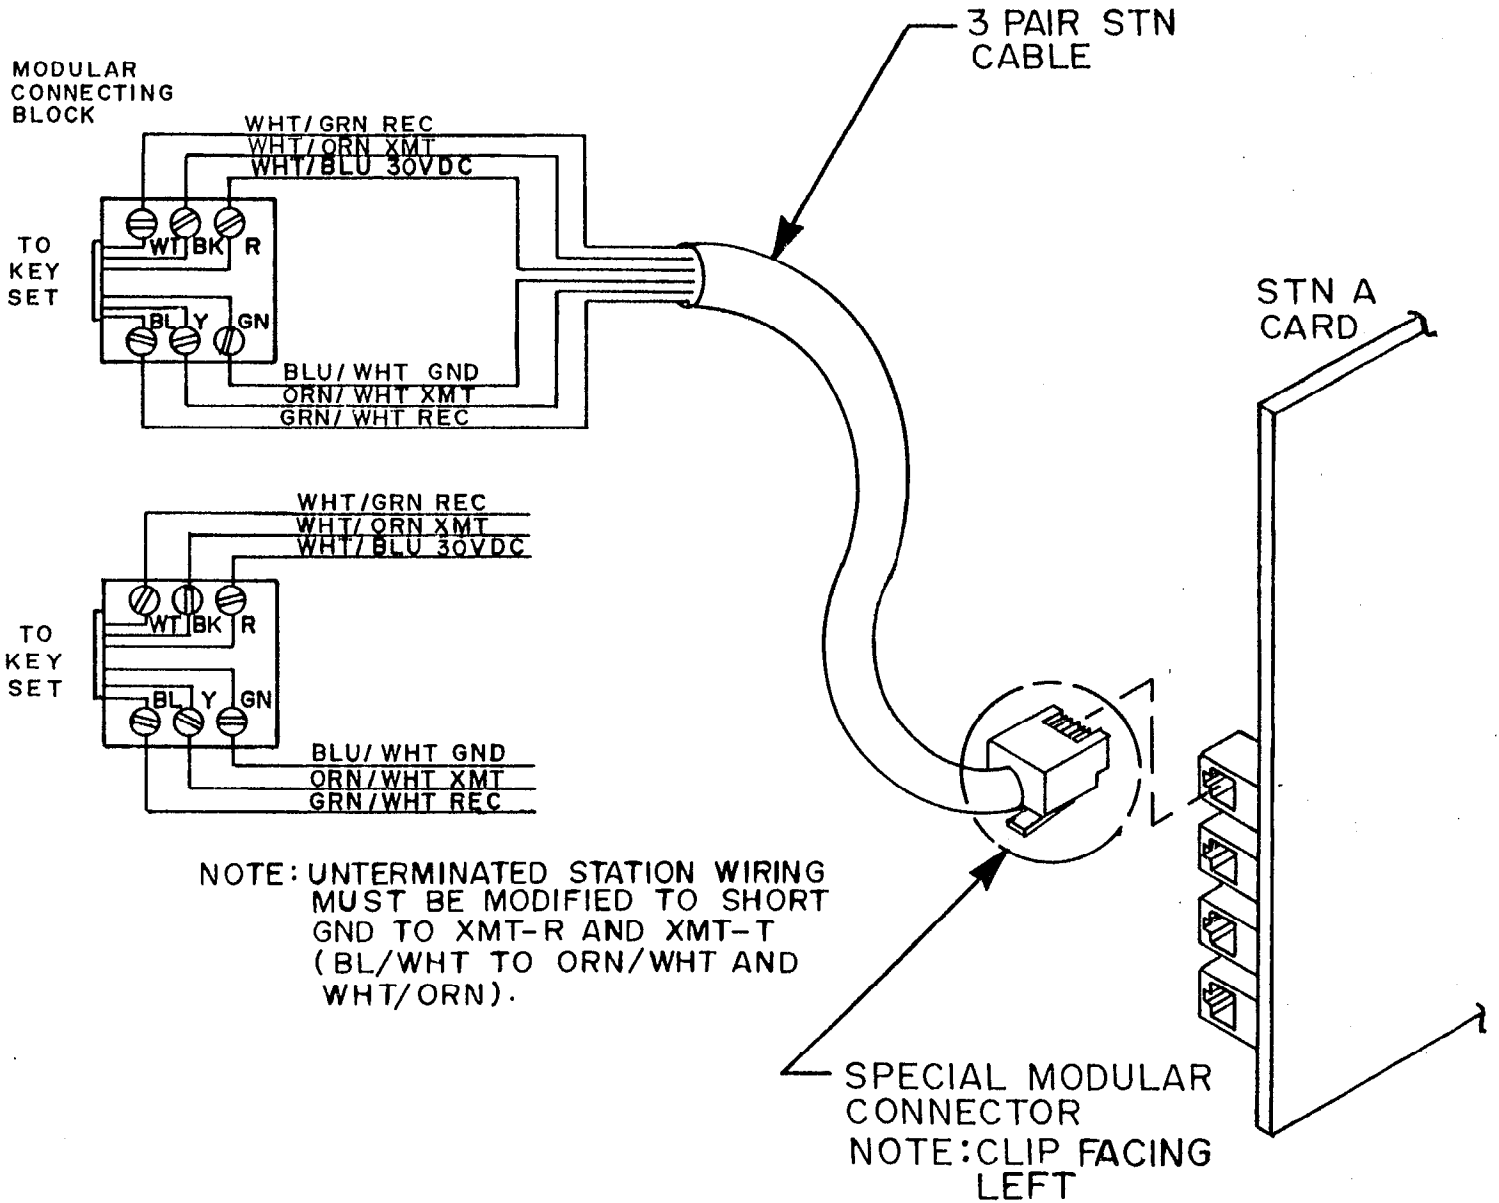 3 PAIR STN
CABLE
MODULAR
CONNECTING
BLOCK
WHT/GRN REC
WHT/ORN XMT
WHT/BLU 30VDC
TO
KEY
SET
WT BK R
BL Y GN
BLU/WHT GND
ORN/WHT XMT
GRN/WHT REC
STN A
CARD
WHT/GRN REC
WHT/ORN XMT
WHT/BLU 30VDC
TO
KEY
SET
WT BK R
BL Y GN
BLU/WHT GND
ORN/WHT XMT
GRN/WHT REC
NOTE: UNTERMINATED STATION WIRING
MUST BE MODIFIED TO SHORT
GND TO XMT-R AND XMT-T
(BL/WHT TO ORN/WHT AND
WHT/ORN).
SPECIAL MODULAR
CONNECTOR
NOTE: CLIP FACING
LEFT